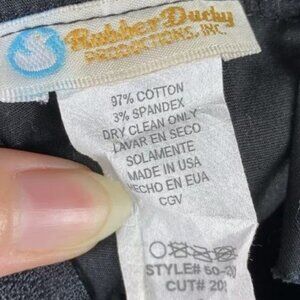 Rubber Ducky
PRODUCTIONS, INC.
97% COTTON
3% SPANDEX
DRY CLEAN ONLY
LAVAR EN SECO
SOLAMENTE
MADE IN USA
HECHO EN EUA
CGV
STYLE#
CUT# 20